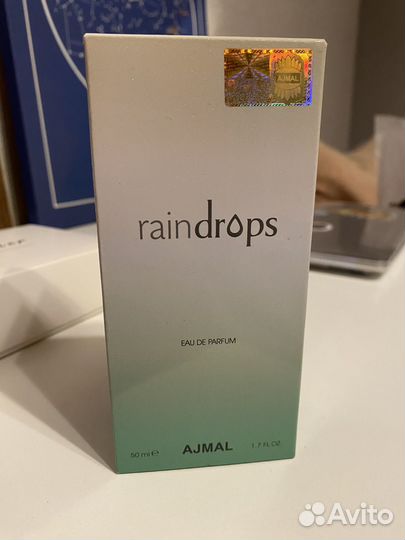 AJMAL
raindrops
EAU DE PARFUM
50 ml e AJMAL 1.7 FL.OZ.
Avito